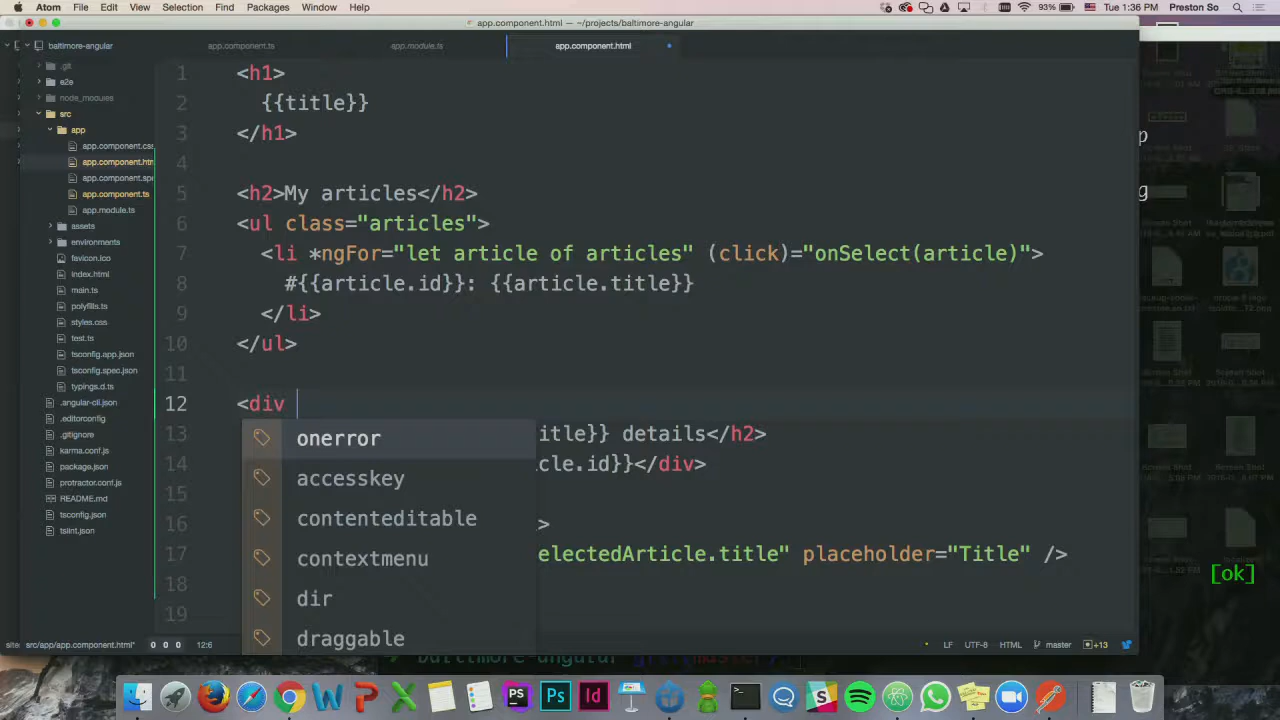 Atom File Edit View Selection Find Packages Window Help 93% Tue 1:36 PM Preston So
app.component.html — ~/projects/baltimore-angular
baltimore-angular
app.component.ts
app.module.ts
app.component.html
.git
e2e
node_modules
src
app
app.component.css
app.component.htm
app.component.spe
app.component.ts
app.module.ts
assets
environments
favicon.ico
index.html
main.ts
polyfills.ts
styles.css
test.ts
tsconfig.app.json
tsconfig.spec.json
typings.d.ts
.angular-cli.json
.editorconfig
.gitignore
karma.conf.js
package.json
protractor.conf.js
README.md
tsconfig.json
tslint.json
1 <h1>
2 {{title}}
3 </h1>
4
5 <h2>My articles</h2>
6 <ul class="articles">
7 <li *ngFor="let article of articles" (click)="onSelect(article)">
8 #{{article.id}}: {{article.title}}
9 </li>
10 </ul>
11
12 <div
13 itle}} details</h2>
14 cle.id}}</div>
15
16 >
17 electedArticle.title" placeholder="Title" />
18
19
onerror
accesskey
contenteditable
contextmenu
dir
draggable
p
g
[ok]
src/app/app.component.html* 0 0 0 12:6 LF UTF-8 HTML master +13
baltimore-angular